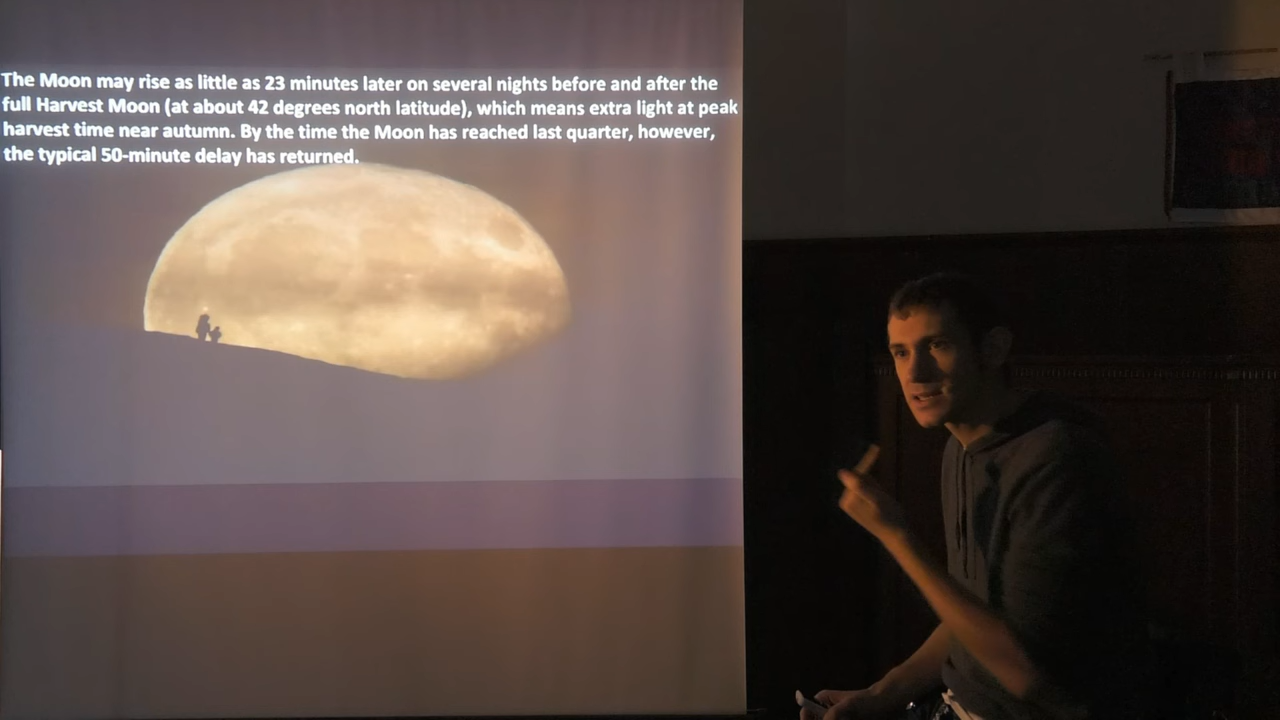 The Moon may rise as little as 23 minutes later on several nights before and after the
full Harvest Moon (at about 42 degrees north latitude), which means extra light at peak
harvest time near autumn. By the time the Moon has reached last quarter, however,
the typical 50-minute delay has returned.